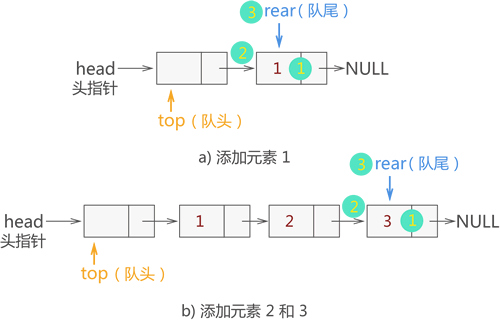 3 rear ( 队尾 )
2
head
头指针
1 1
NULL
top ( 队头 )
a) 添加元素 1
3 rear ( 队尾 )
2
head
头指针
1 2 3 1
NULL
top ( 队头 )
b) 添加元素 2 和 3